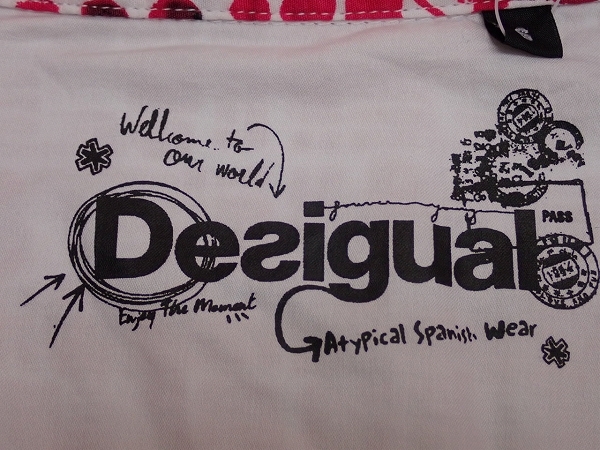 Wellcome to
our world
Desigual
PASS
Enjoy The Moment !!!
Atypical Spanish Wear